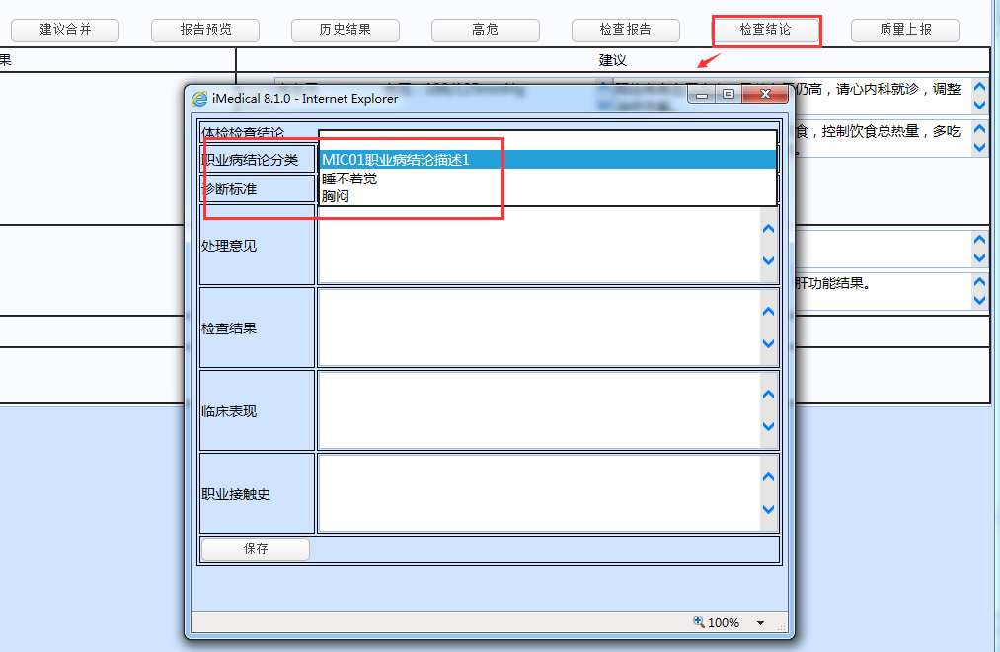 建议合并
报告预览
历史结果
高危
检查报告
检查结论
质量上报
果
建议
仍高，请心内科就诊，调整
食，控制饮食总热量，多吃
。
肝功能结果。
iMedical 8.1.0 - Internet Explorer
体检检查结论
职业病结论分类
MIC01职业病结论描述1
睡不着觉
胸闷
诊断标准
处理意见
检查结果
临床表现
职业接触史
保存
100%